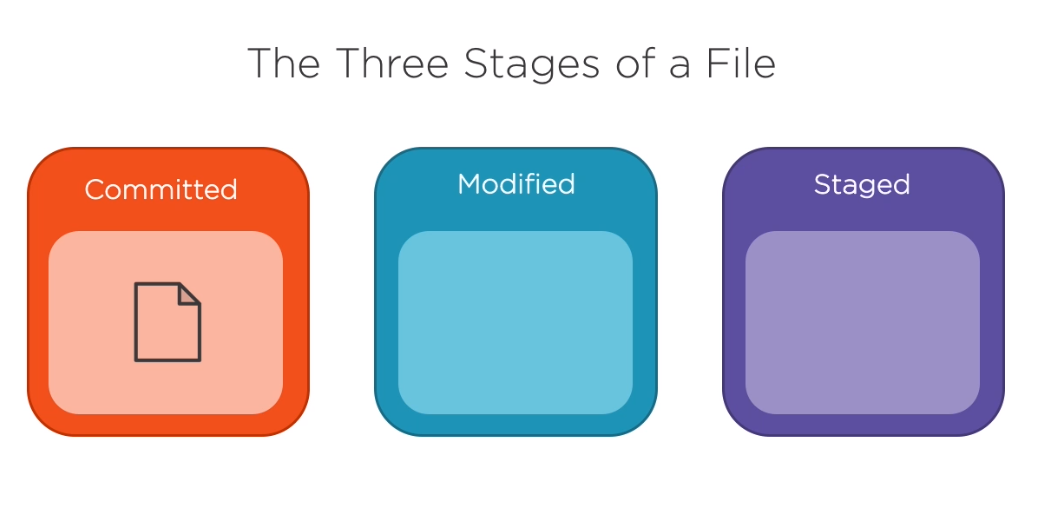 The Three Stages of a File
Committed
Modified
Staged